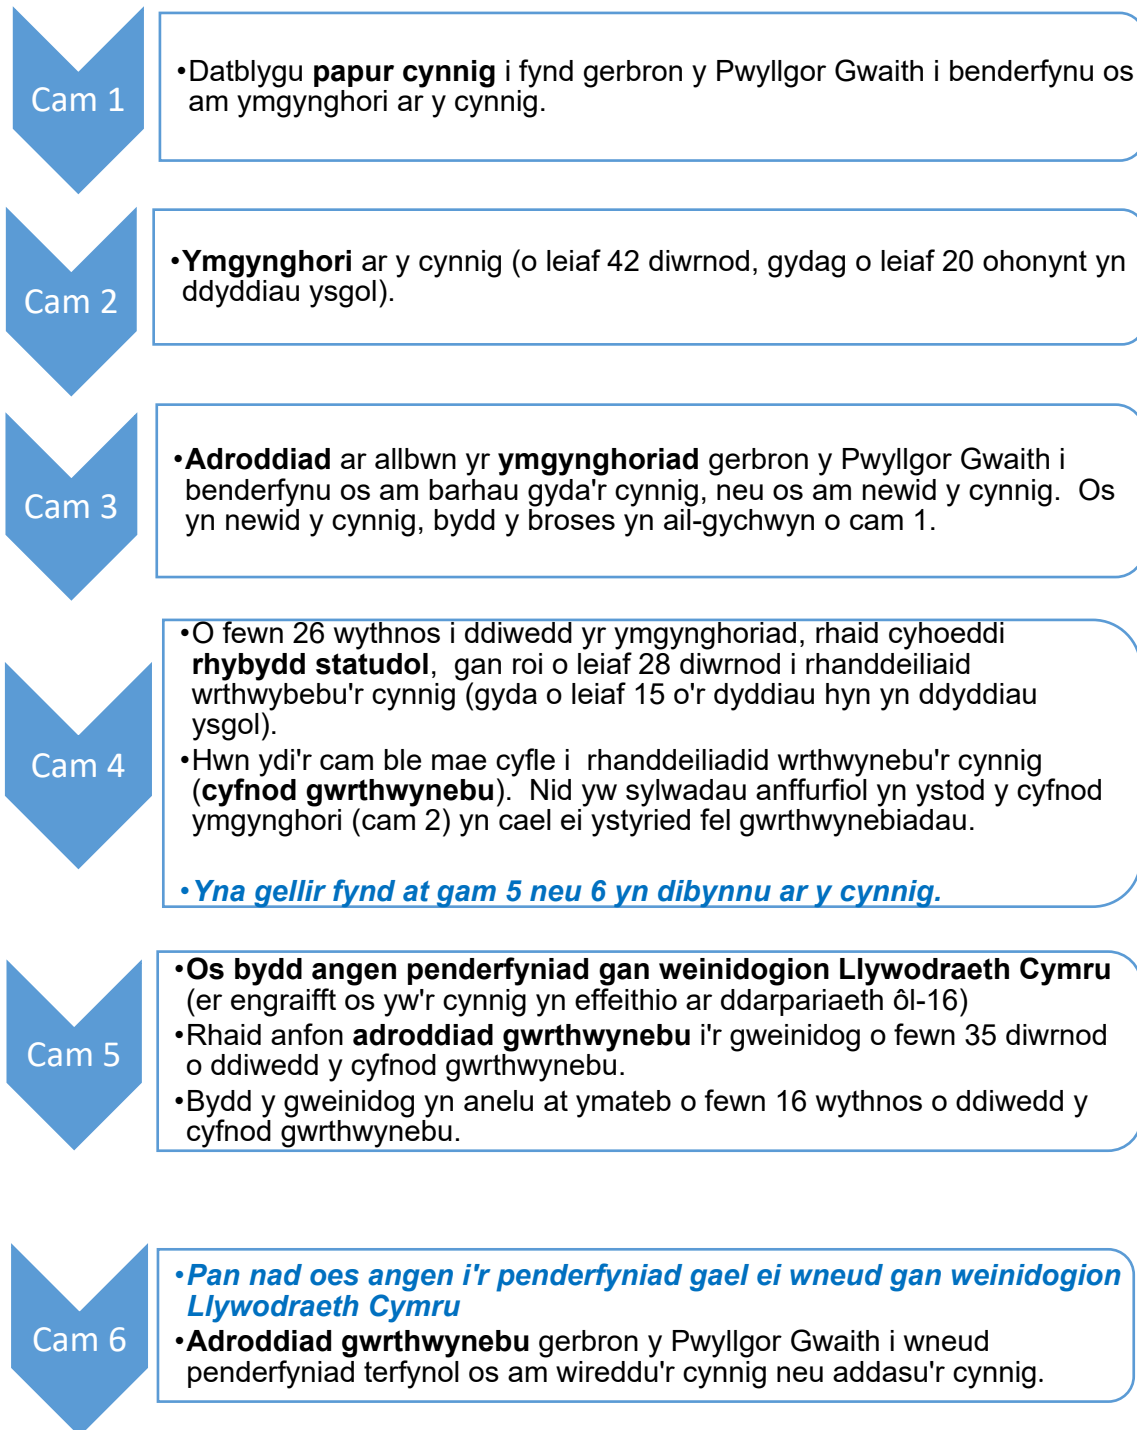 Cam 1
•Datblygu papur cynnig i fynd gerbron y Pwyllgor Gwaith i benderfynu os
am ymgynghori ar y cynnig.
Cam 2
•Ymgynghori ar y cynnig (o leiaf 42 diwrnod, gydag o leiaf 20 ohonynt yn
ddyddiau ysgol).
Cam 3
•Adroddiad ar allbwn yr ymgynghoriad gerbron y Pwyllgor Gwaith i
benderfynu os am barhau gyda'r cynnig, neu os am newid y cynnig.  Os
yn newid y cynnig, bydd y broses yn ail-gychwyn o cam 1.
Cam 4
•O fewn 26 wythnos i ddiwedd yr ymgynghoriad, rhaid cyhoeddi
rhybydd statudol,  gan roi o leiaf 28 diwrnod i rhanddeiliaid
wrthwybebu'r cynnig (gyda o leiaf 15 o'r dyddiau hyn yn ddyddiau
ysgol).
•Hwn ydi'r cam ble mae cyfle i  rhanddeiliadid wrthwynebu'r cynnig
(cyfnod gwrthwynebu).  Nid yw sylwadau anffurfiol yn ystod y cyfnod
ymgynghori (cam 2) yn cael ei ystyried fel gwrthwynebiadau.
•Yna gellir fynd at gam 5 neu 6 yn dibynnu ar y cynnig.
Cam 5
•Os bydd angen penderfyniad gan weinidogion Llywodraeth Cymru
(er engraifft os yw'r cynnig yn effeithio ar ddarpariaeth ôl-16)
•Rhaid anfon adroddiad gwrthwynebu i'r gweinidog o fewn 35 diwrnod
o ddiwedd y cyfnod gwrthwynebu.
•Bydd y gweinidog yn anelu at ymateb o fewn 16 wythnos o ddiwedd y
cyfnod gwrthwynebu.
Cam 6
•Pan nad oes angen i'r penderfyniad gael ei wneud gan weinidogion
Llywodraeth Cymru
•Adroddiad gwrthwynebu gerbron y Pwyllgor Gwaith i wneud
penderfyniad terfynol os am wireddu'r cynnig neu addasu'r cynnig.